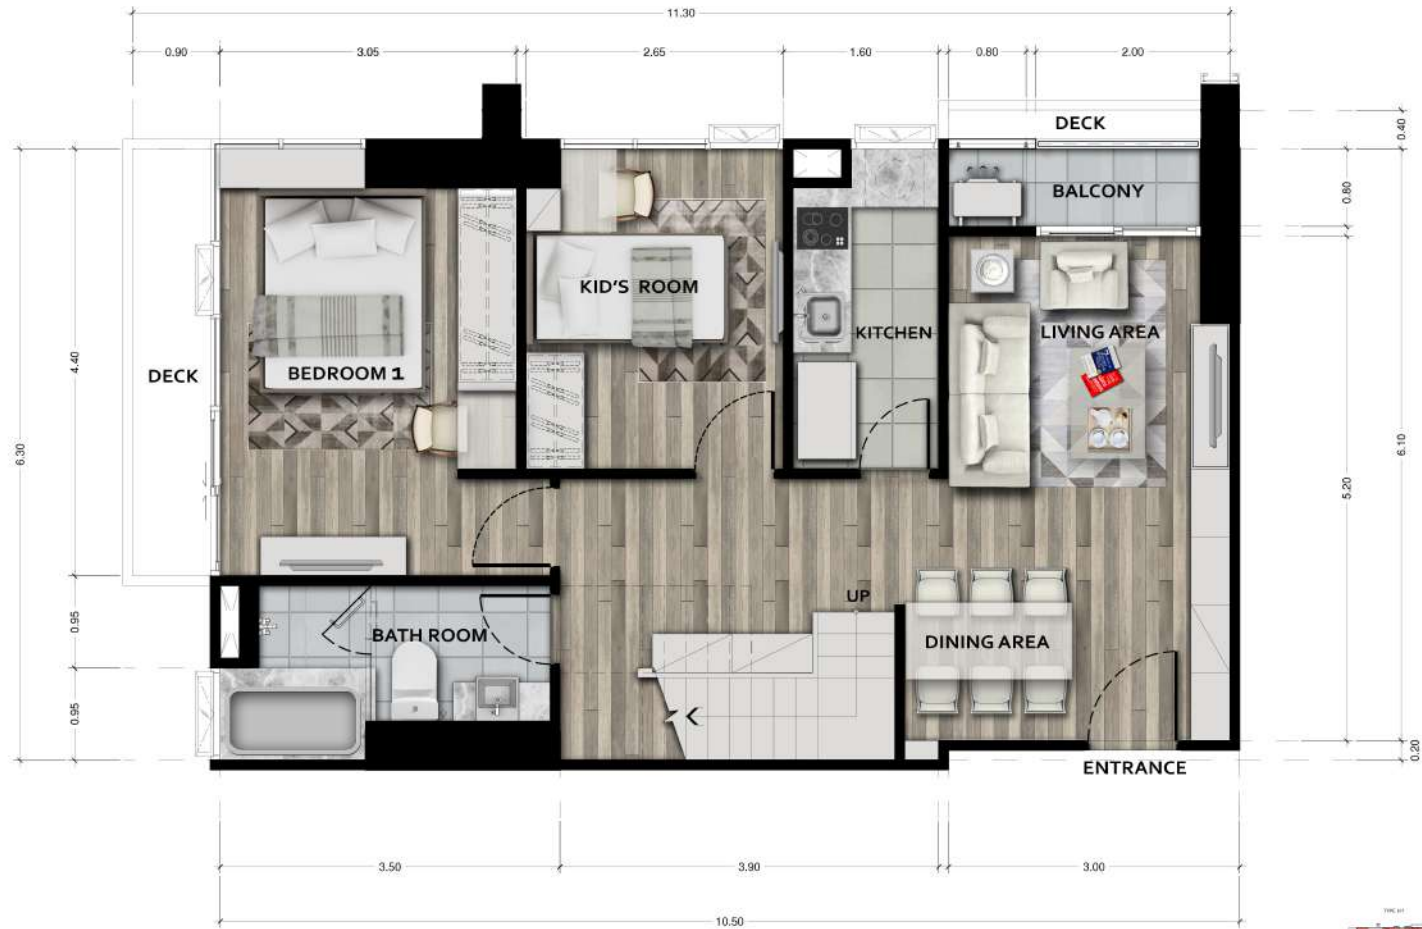 11.30
0.90
3.05
2.65
1.60
0.80
2.00
DECK
0.40
BALCONY
0.80
KID'S ROOM
KITCHEN
LIVING AREA
DECK
BEDROOM 1
4.40
6.30
6.10
5.20
UP
BATH ROOM
DINING AREA
0.95
0.95
0.20
ENTRANCE
3.50
3.90
3.00
10.50